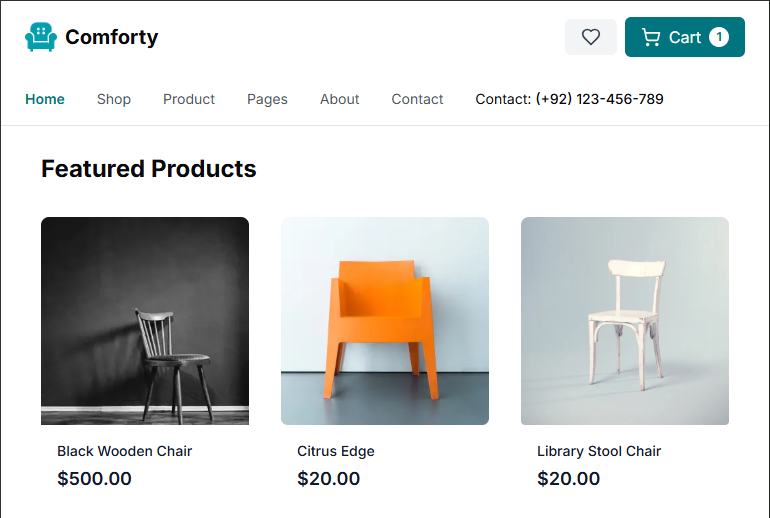 Comforty
Cart 1
Home Shop Product Pages About Contact Contact: (+92) 123-456-789
Featured Products
Black Wooden Chair Citrus Edge Library Stool Chair
$500.00 $20.00 $20.00